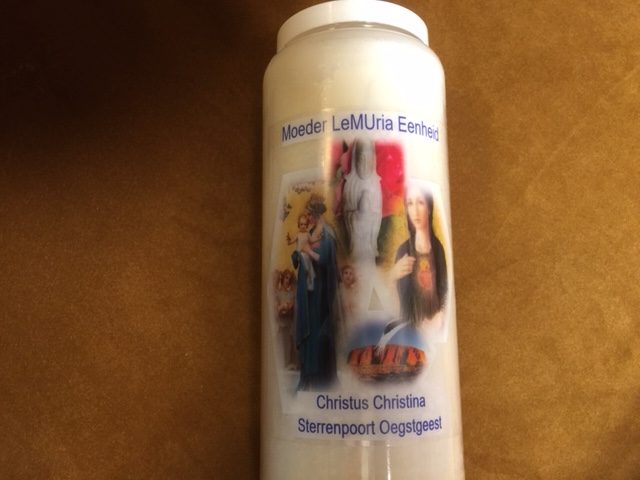 Moeder LeMUria Eenheid
Christus Christina
Sterrenpoort Oegstgeest